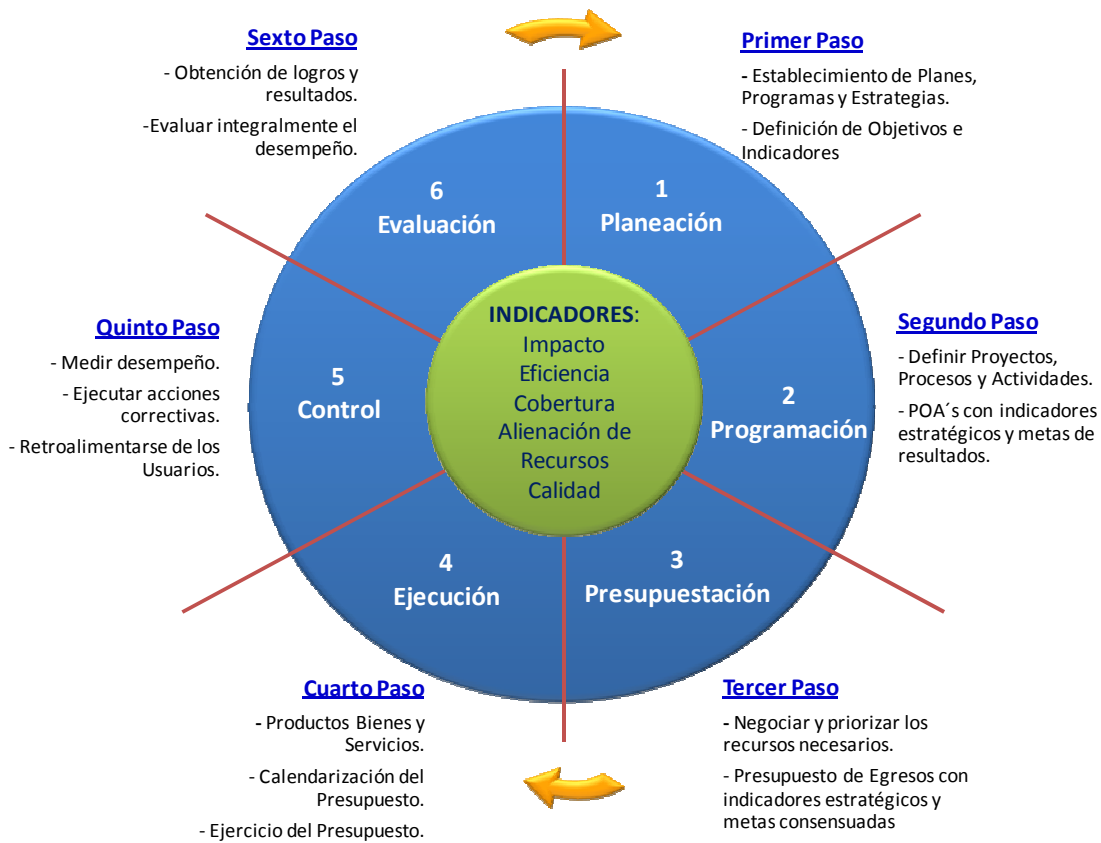 Sexto Paso
- Obtención de logros y
resultados.
-Evaluar integralmente el
desempeño.
Primer Paso
- Establecimiento de Planes,
Programas y Estrategias.
- Definición de Objetivos e
Indicadores
6
Evaluación
1
Planeación
INDICADORES:
Impacto
Eficiencia
Cobertura
Alienación de
Recursos
Calidad
Quinto Paso
- Medir desempeño.
- Ejecutar acciones
correctivas.
- Retroalimentarse de los
Usuarios.
5
Control
2
Programación
Segundo Paso
- Definir Proyectos,
Procesos y Actividades.
- POA´s con indicadores
estratégicos y metas de
resultados.
4
Ejecución
3
Presupuestación
Cuarto Paso
- Productos Bienes y
Servicios.
- Calendarización del
Presupuesto.
- Ejercicio del Presupuesto.
Tercer Paso
- Negociar y priorizar los
recursos necesarios.
- Presupuesto de Egresos con
indicadores estratégicos y
metas consensuadas